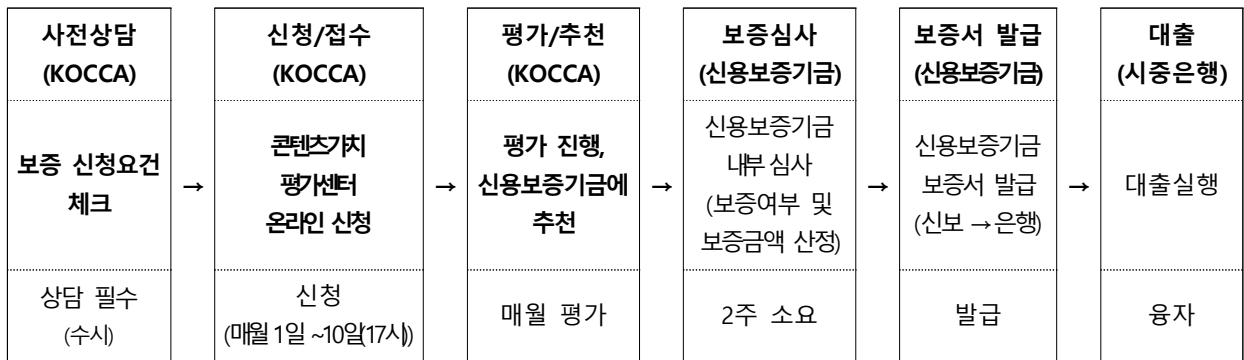 사전상담
(KOCCA)
신청/접수
(KOCCA)
평가/추천
(KOCCA)
보증심사
(신용보증기금)
보증서 발급
(신용보증기금)
대출
(시중은행)
보증 신청요건
체크
→
콘텐츠가치
평가센터
온라인 신청
→
평가 진행,
신용보증기금에
추천
→
신용보증기금
내부 심사
(보증여부 및
보증금액 산정)
→
신용보증기금
보증서 발급
(신보 → 은행)
→
대출실행
상담 필수
(수시)
신청
(매월 1일 ~10일(17시))
매월 평가
2주 소요
발급
융자